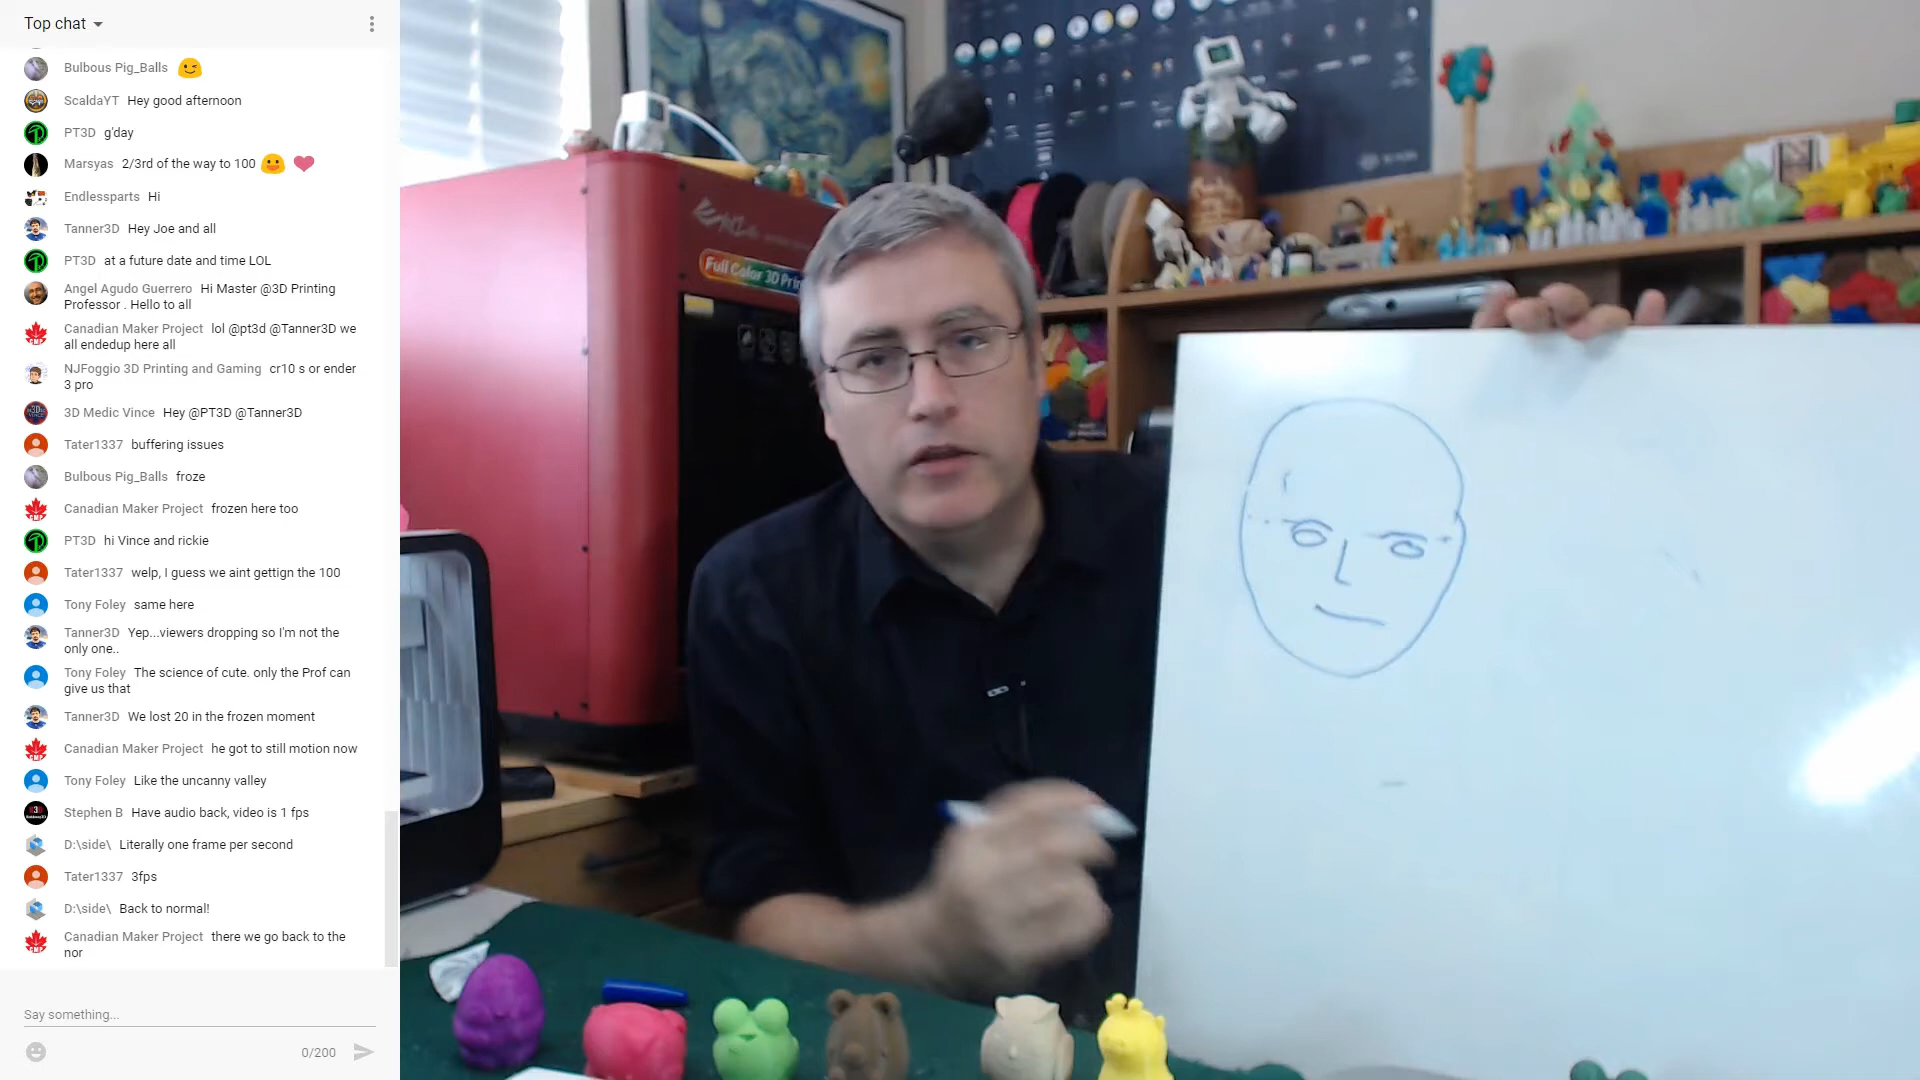 Top chat
Bulbous Pig_Balls
ScaldaYT Hey good afternoon
PT3D g'day
Marsyas 2/3rd of the way to 100
Endlessparts Hi
Tanner3D Hey Joe and all
PT3D at a future date and time LOL
Angel Agudo Guerrero Hi Master @3D Printing
Professor . Hello to all
Canadian Maker Project lol @pt3d @Tanner3D we
all endedup here all
NJFoggio 3D Printing and Gaming cr10 s or ender
3 pro
3D Medic Vince Hey @PT3D @Tanner3D
Tater1337 buffering issues
Bulbous Pig_Balls froze
Canadian Maker Project frozen here too
PT3D hi Vince and rickie
Tater1337 welp, I guess we aint gettign the 100
Tony Foley same here
Tanner3D Yep...viewers dropping so I'm not the
only one..
Tony Foley The science of cute. only the Prof can
give us that
Tanner3D We lost 20 in the frozen moment
Canadian Maker Project he got to still motion now
Tony Foley Like the uncanny valley
Stephen B Have audio back, video is 1 fps
D:\side\ Literally one frame per second
Tater1337 3fps
D:\side\ Back to normal!
Canadian Maker Project there we go back to the
nor
Say something...
0/200
Full Color 3D Prin